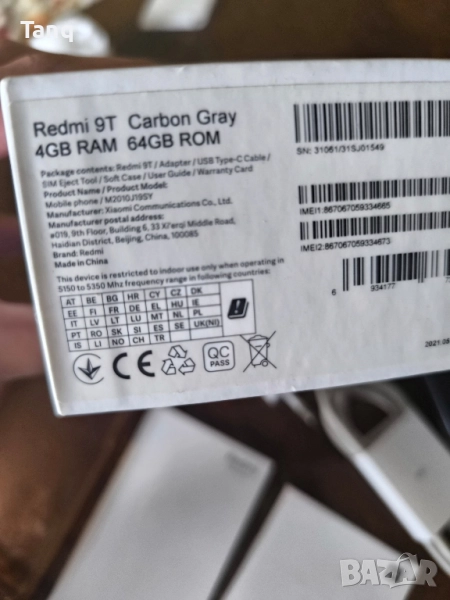 Tanq
Redmi 9T Carbon Gray
4GB RAM 64GB ROM
Package contents: Redmi 9T / Adapter / USB Type-C Cable /
SIM Eject Tool / Soft Case / User Guide / Warranty Card
Product Name / Product Model:
Mobile Phone / M2010J19SY
Manufacturer: Xiaomi Communications Co., Ltd.
Manufacturer postal address:
#019, 9th Floor, Building 6, 33 Xi'erqi Middle Road,
Haidian District, Beijing, China, 100085
Brand: Redmi
Made in China
This device is restricted to indoor use only when operating in
5150 to 5350 Mhz frequency range in following countries:
AT BE BG HR CY CZ DK
EE FI FR DE EL HU IE
IT LV LT LU MT NL PL
PT RO SK SI ES SE UK(NI)
IS LI NO CH TR
CE
QC
PASS
SN: 31061/31SJ01549
IMEI1: 867067059334665
IMEI2: 867067059334673
6 934177
BAZAR